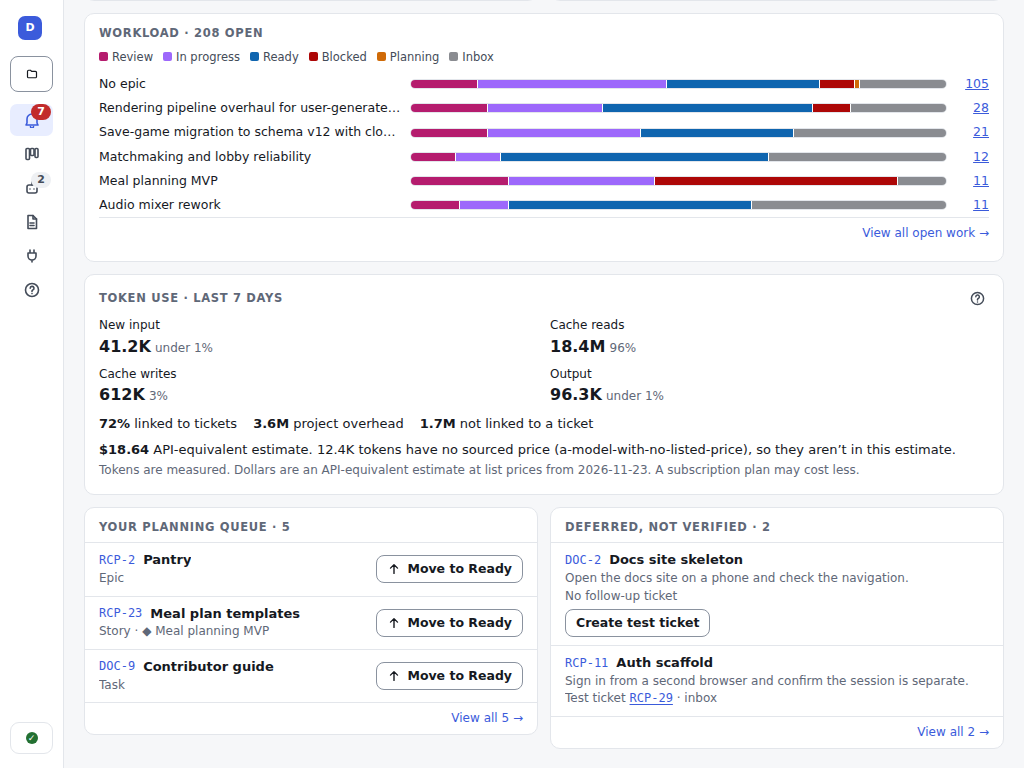 D
7
2
WORKLOAD · 208 OPEN
Review In progress Ready Blocked Planning Inbox
No epic 105
Rendering pipeline overhaul for user-generate… 28
Save-game migration to schema v12 with clo… 21
Matchmaking and lobby reliability 12
Meal planning MVP 11
Audio mixer rework 11
View all open work →
TOKEN USE · LAST 7 DAYS
New input
41.2K under 1%
Cache reads
18.4M 96%
Cache writes
612K 3%
Output
96.3K under 1%
72% linked to tickets 3.6M project overhead 1.7M not linked to a ticket
$18.64 API-equivalent estimate. 12.4K tokens have no sourced price (a-model-with-no-listed-price), so they aren’t in this estimate.
Tokens are measured. Dollars are an API-equivalent estimate at list prices from 2026-11-23. A subscription plan may cost less.
YOUR PLANNING QUEUE · 5
RCP-2 Pantry
Epic
↑ Move to Ready
RCP-23 Meal plan templates
Story · ◆ Meal planning MVP
↑ Move to Ready
DOC-9 Contributor guide
Task
↑ Move to Ready
View all 5 →
DEFERRED, NOT VERIFIED · 2
DOC-2 Docs site skeleton
Open the docs site on a phone and check the navigation.
No follow-up ticket
Create test ticket
RCP-11 Auth scaffold
Sign in from a second browser and confirm the session is separate.
Test ticket RCP-29 · inbox
View all 2 →